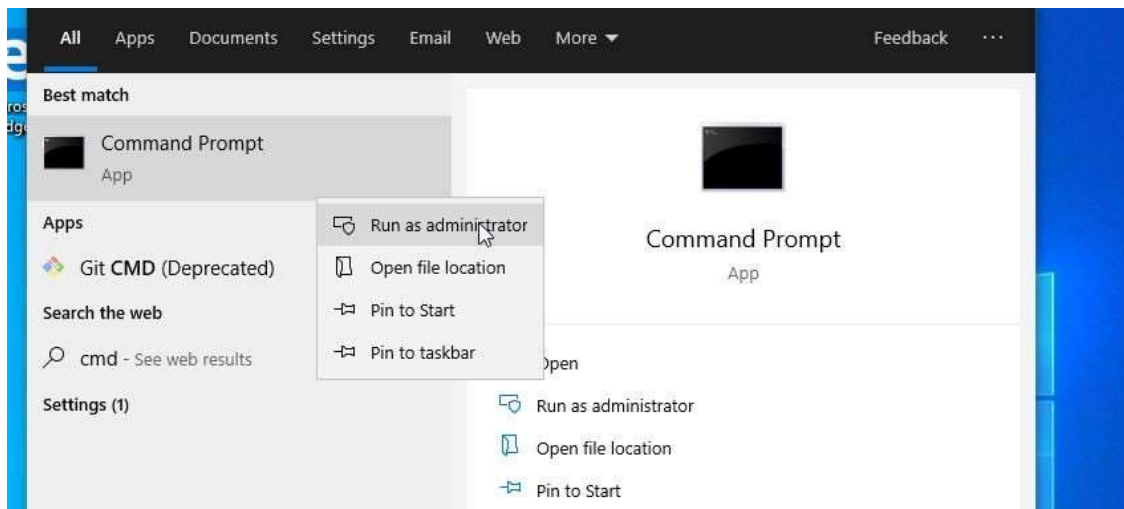 All Apps Documents Settings Email Web More Feedback ...
Best match
Command Prompt
App
Apps
Git CMD (Deprecated)
Search the web
cmd - See web results
Settings (1)
Run as administrator
Open file location
Pin to Start
Pin to taskbar
Command Prompt
App
Open
Run as administrator
Open file location
Pin to Start